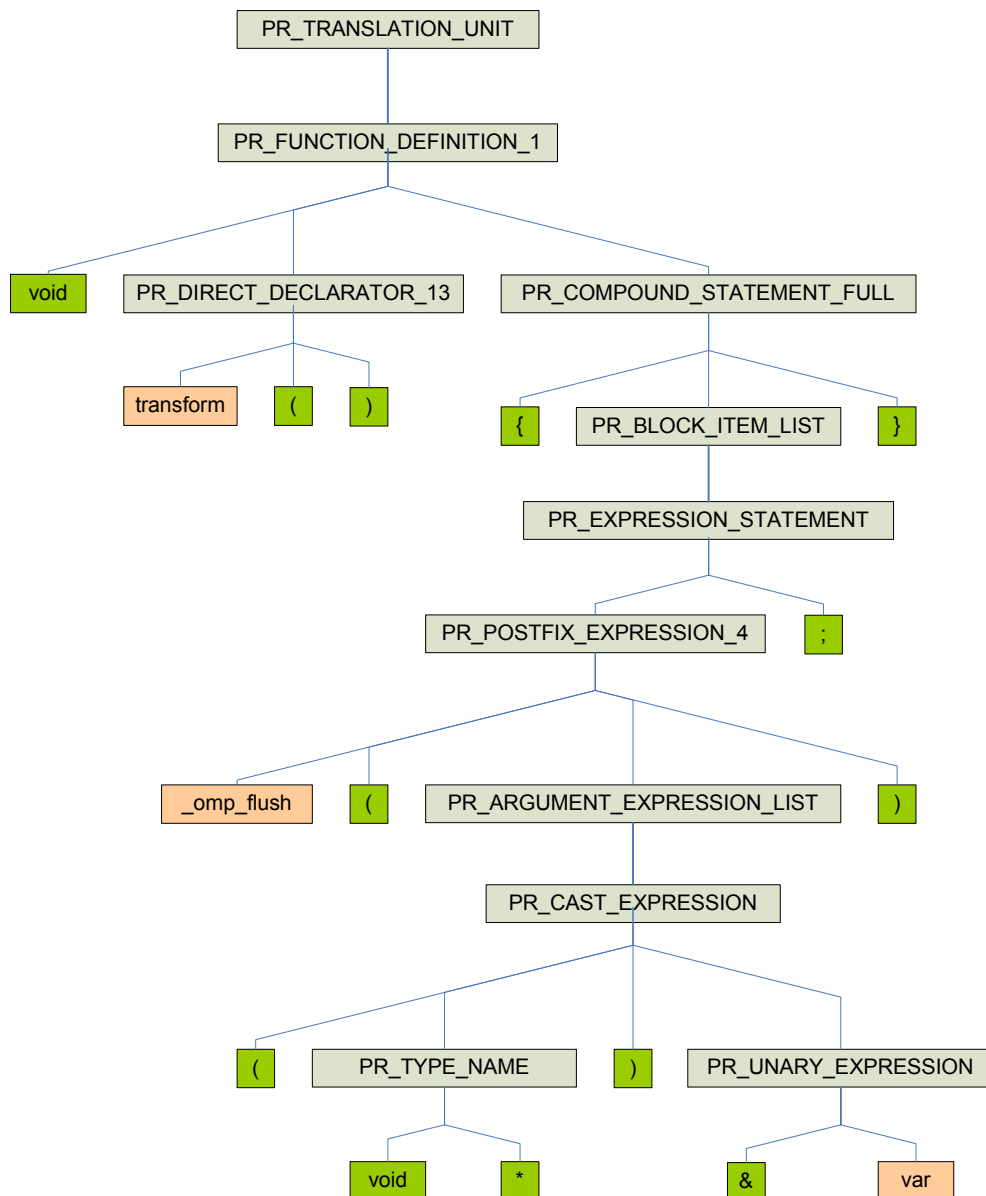 PR_TRANSLATION_UNIT
PR_FUNCTION_DEFINITION_1
void PR_DIRECT_DECLARATOR_13 PR_COMPOUND_STATEMENT_FULL
transform ( ) { PR_BLOCK_ITEM_LIST }
PR_EXPRESSION_STATEMENT
PR_POSTFIX_EXPRESSION_4 ;
_omp_flush ( PR_ARGUMENT_EXPRESSION_LIST )
PR_CAST_EXPRESSION
( PR_TYPE_NAME ) PR_UNARY_EXPRESSION
void * & var